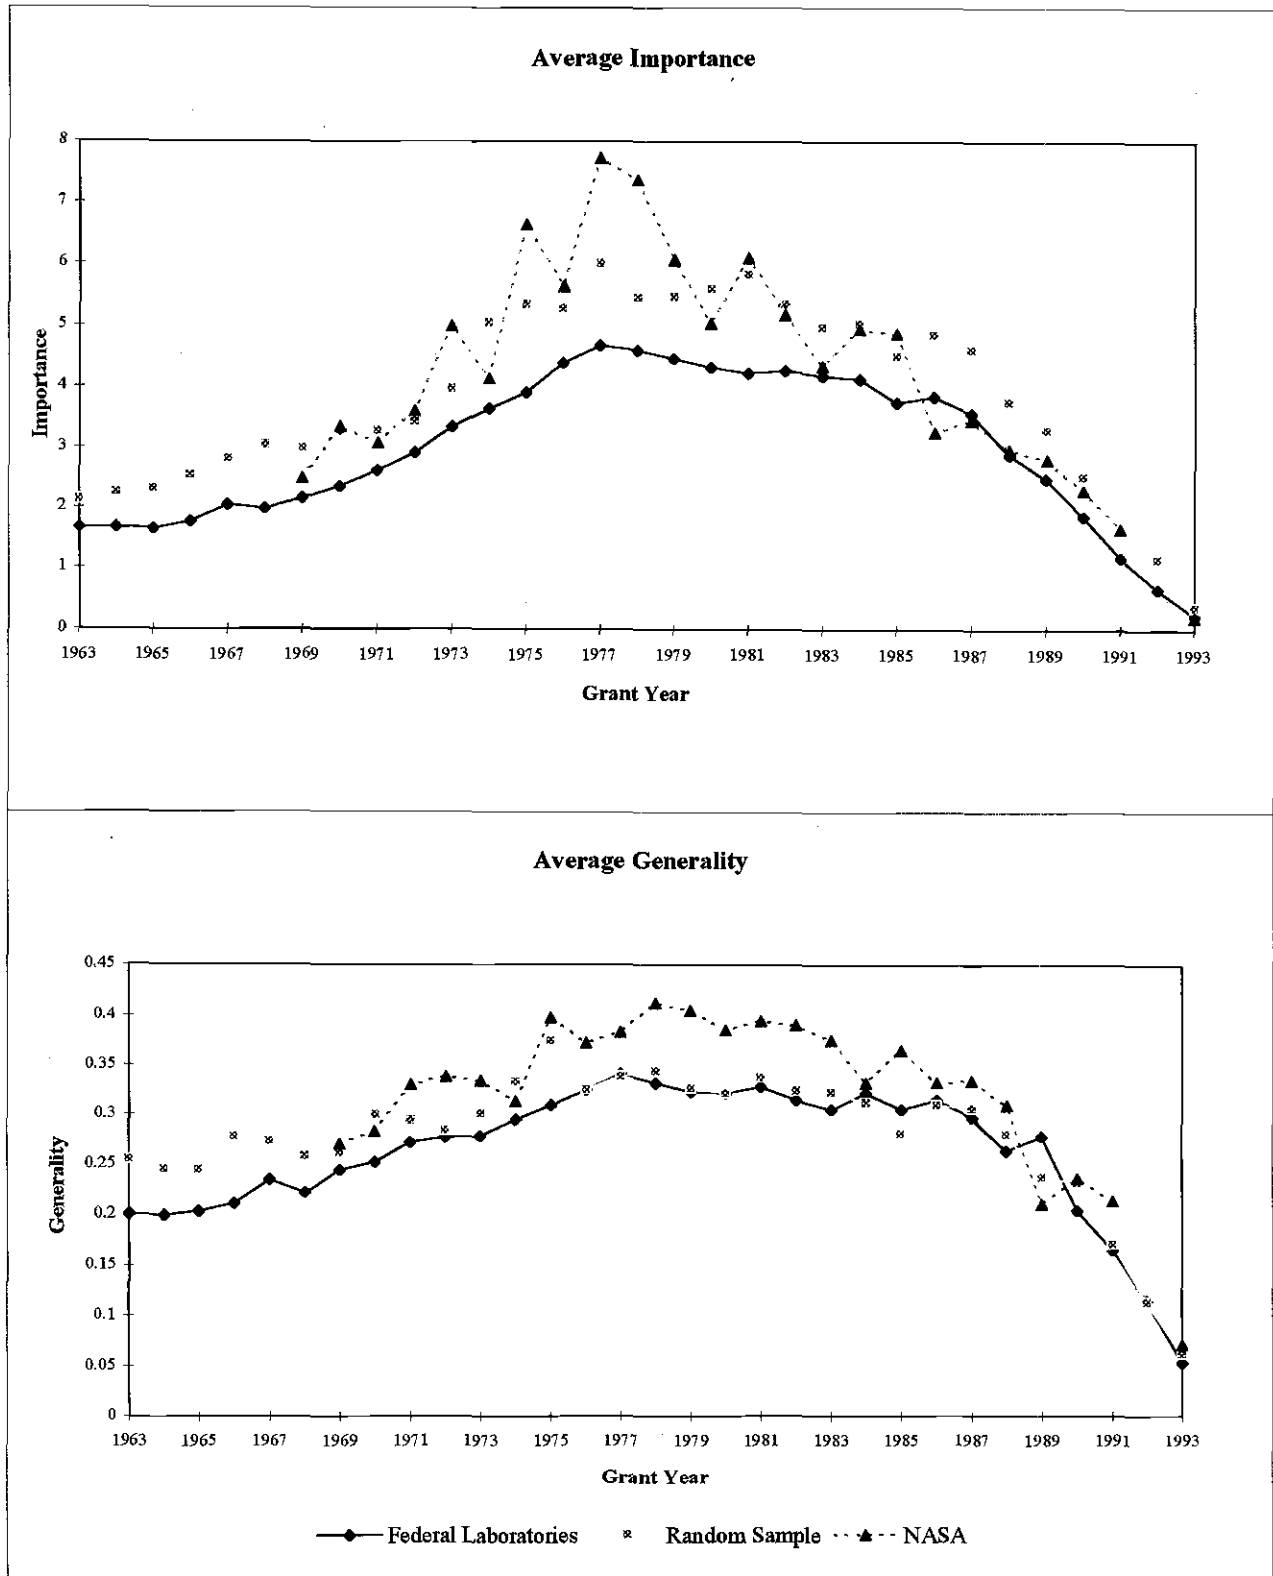 Average Importance
8
7
6
5
4
3
2
1
0
Importance
1963 1965 1967 1969 1971 1973 1975 1977 1979 1981 1983 1985 1987 1989 1991 1993
Grant Year
Average Generality
0.45
0.4
0.35
0.3
0.25
0.2
0.15
0.1
0.05
0
Generality
1963 1965 1967 1969 1971 1973 1975 1977 1979 1981 1983 1985 1987 1989 1991 1993
Grant Year
Federal Laboratories Random Sample NASA